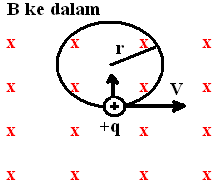 B ke dalam
x x x x
r
x x x x
V
+
+q
x x x x
x x x x